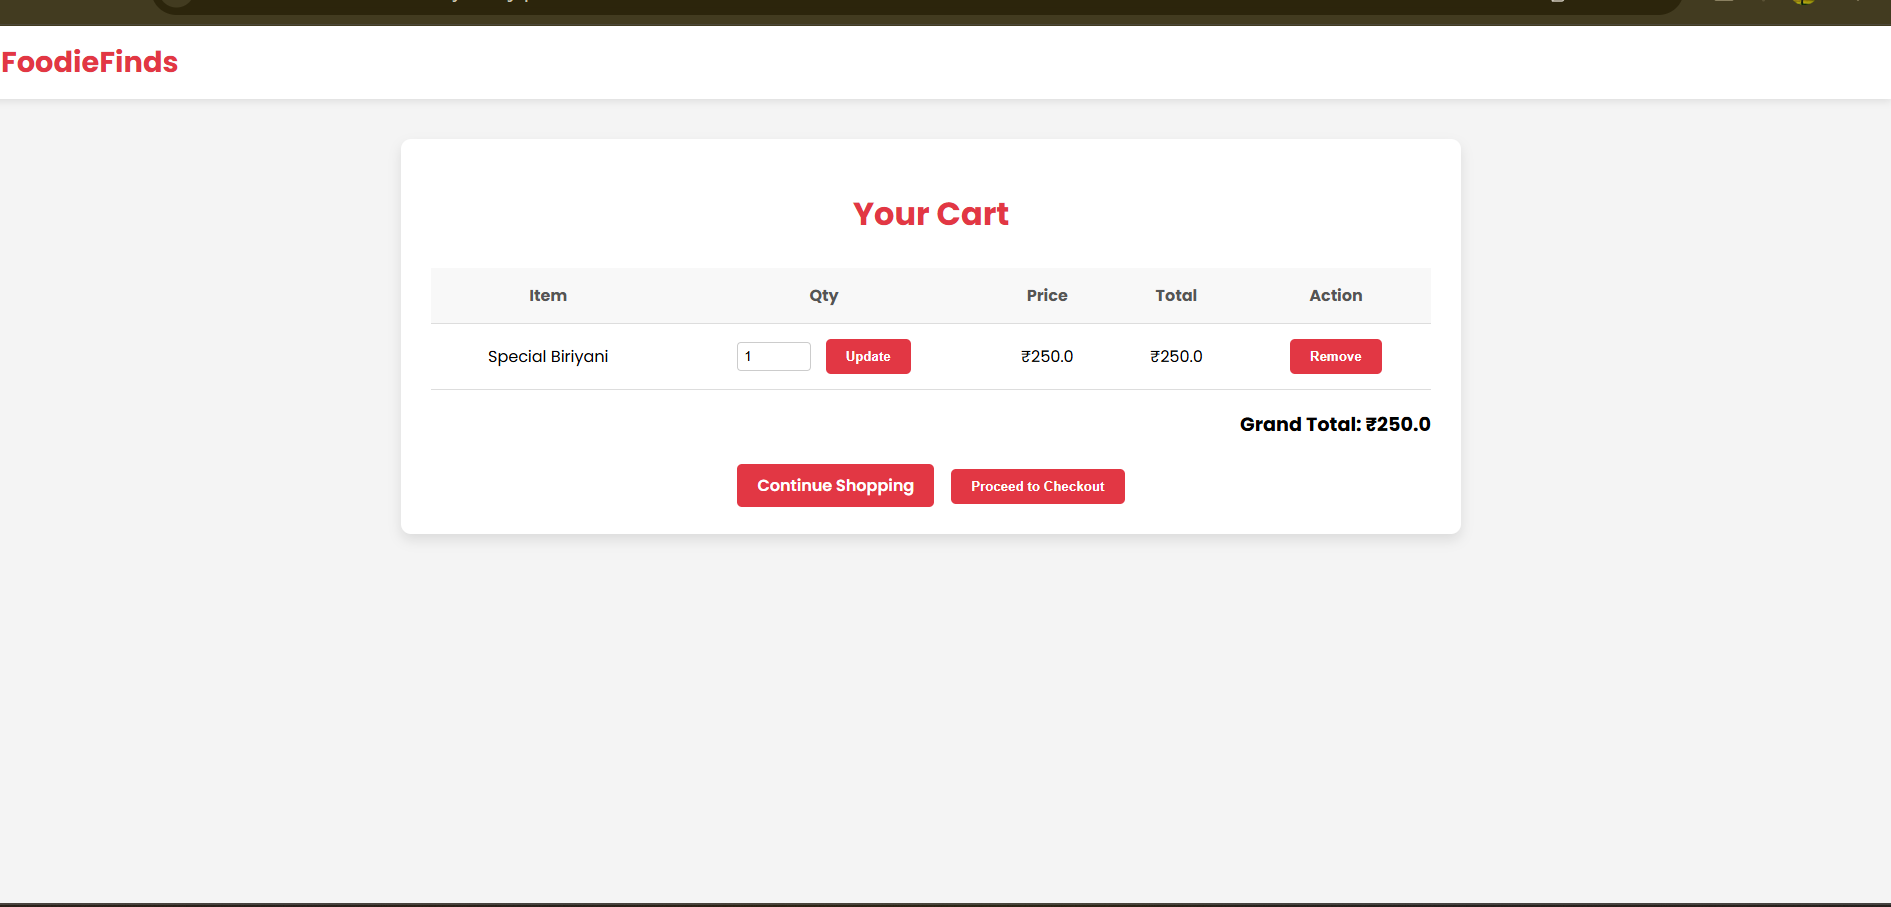 FoodieFinds
Your Cart
Item Qty Price Total Action
Special Biriyani 1 Update ₹250.0 ₹250.0 Remove
Grand Total: ₹250.0
Continue Shopping Proceed to Checkout